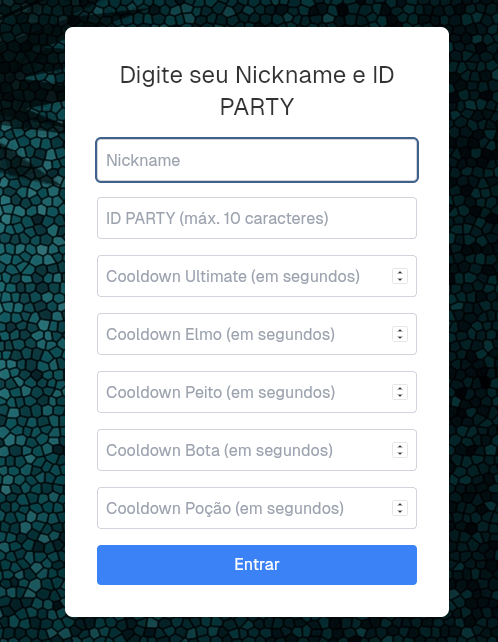 Digite seu Nickname e ID
PARTY
Nickname
ID PARTY (máx. 10 caracteres)
Cooldown Ultimate (em segundos)
Cooldown Elmo (em segundos)
Cooldown Peito (em segundos)
Cooldown Bota (em segundos)
Cooldown Poção (em segundos)
Entrar